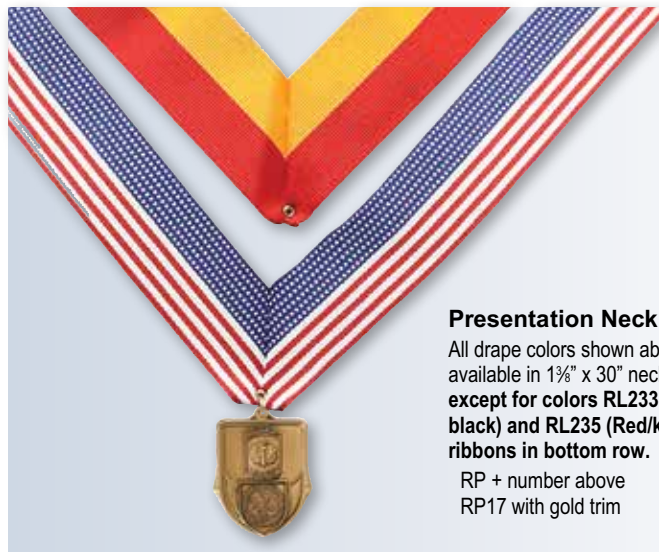 Presentation Neck
All drape colors shown ab
available in 1⅜” x 30” neck
except for colors RL233
black) and RL235 (Red/k
ribbons in bottom row.
RP + number above
RP17 with gold trim